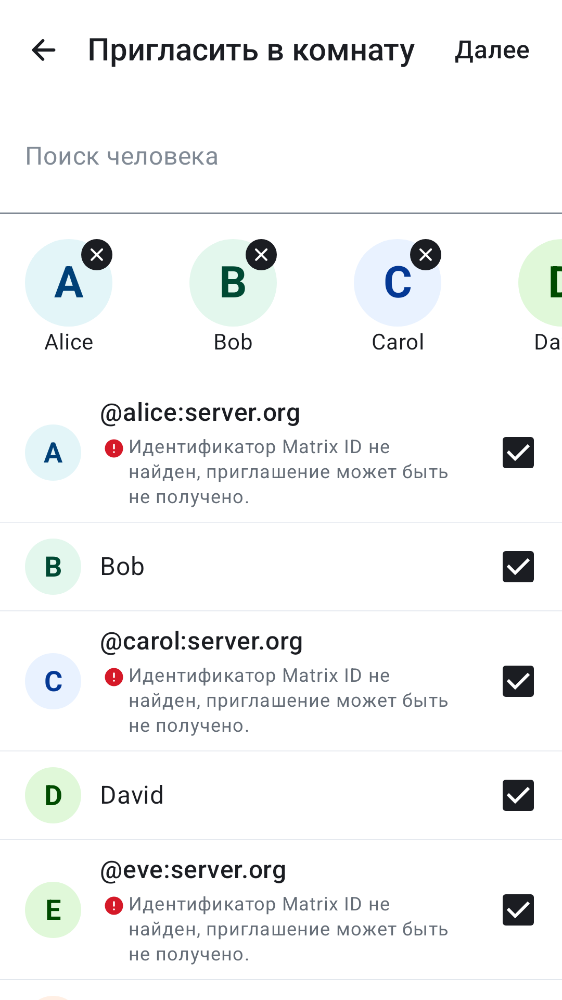 Пригласить в комнату Далее
Поиск человека
A B C
Alice Bob Carol Da
@alice:server.org
A Идентификатор Matrix ID не
найден, приглашение может быть
не получено.
B Bob
@carol:server.org
C Идентификатор Matrix ID не
найден, приглашение может быть
не получено.
D David
@eve:server.org
E Идентификатор Matrix ID не
найден, приглашение может быть
не получено.